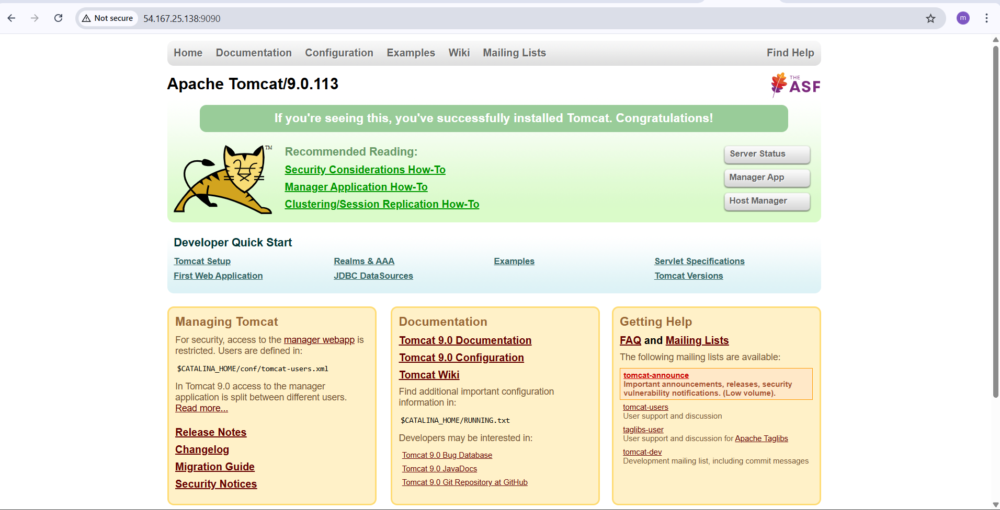 Not secure 54.167.25.138:9090
m
Home Documentation Configuration Examples Wiki Mailing Lists Find Help
Apache Tomcat/9.0.113
THE
ASF
If you're seeing this, you've successfully installed Tomcat. Congratulations!
TM
Recommended Reading:
Security Considerations How-To
Manager Application How-To
Clustering/Session Replication How-To
Server Status
Manager App
Host Manager
Developer Quick Start
Tomcat Setup
First Web Application
Realms & AAA
JDBC DataSources
Examples
Servlet Specifications
Tomcat Versions
Managing Tomcat
For security, access to the manager webapp is
restricted. Users are defined in:
$CATALINA_HOME/conf/tomcat-users.xml
In Tomcat 9.0 access to the manager
application is split between different users.
Read more...
Release Notes
Changelog
Migration Guide
Security Notices
Documentation
Tomcat 9.0 Documentation
Tomcat 9.0 Configuration
Tomcat Wiki
Find additional important configuration
information in:
$CATALINA_HOME/RUNNING.txt
Developers may be interested in:
Tomcat 9.0 Bug Database
Tomcat 9.0 JavaDocs
Tomcat 9.0 Git Repository at GitHub
Getting Help
FAQ and Mailing Lists
The following mailing lists are available:
tomcat-announce
Important announcements, releases, security
vulnerability notifications. (Low volume).
tomcat-users
User support and discussion
taglibs-user
User support and discussion for Apache Taglibs
tomcat-dev
Development mailing list, including commit messages